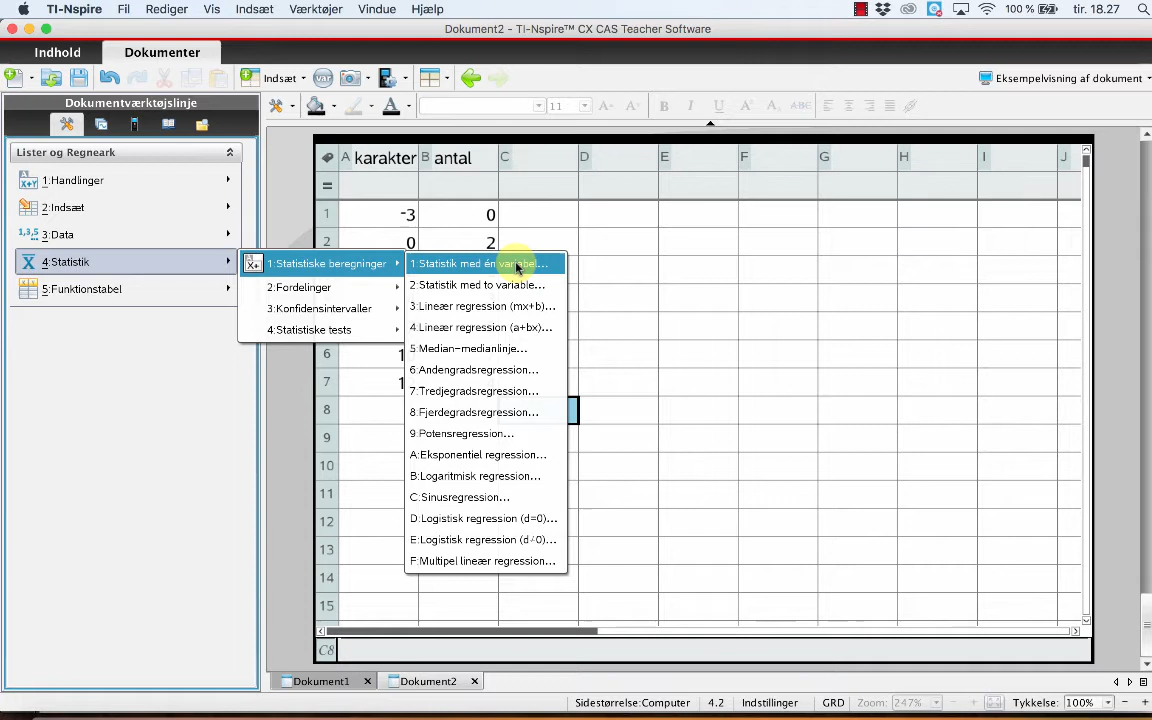 TI-Nspire Fil Rediger Vis Indsæt Værktøjer Vindue Hjælp 100 % tir. 18.27
Dokument2 - TI-Nspire™ CX CAS Teacher Software
Indhold Dokumenter
Indsæt VAR Eksempelvisning af dokument
Dokumentværktøjslinje
A 11 A A B I U A A ABC
Lister og Regneark
1:Handlinger
2:Indsæt
3:Data
4:Statistik
5:Funktionstabel
1:Statistiske beregninger
2:Fordelinger
3:Konfidensintervaller
4:Statistiske tests
1:Statistik med én variabel...
2:Statistik med to variable...
3:Lineær regression (mx+b)...
4:Lineær regression (a+bx)...
5:Median-medianlinje...
6:Andengradsregression...
7:Tredjegradsregression...
8:Fjerdegradsregression...
9:Potensregression...
A:Eksponentiel regression...
B:Logaritmisk regression...
C:Sinusregression...
D:Logistisk regression (d=0)...
E:Logistisk regression (d≠0)...
F:Multipel lineær regression...
A karakter B antal C D E F G H I J
=
1 -3 0
2 0 2
6 1
7 1
8
9
10
11
12
13
14
15
C8
Dokument1 Dokument2
Sidestørrelse:Computer 4.2 Indstillinger GRD Zoom: 247% Tykkelse: 100%